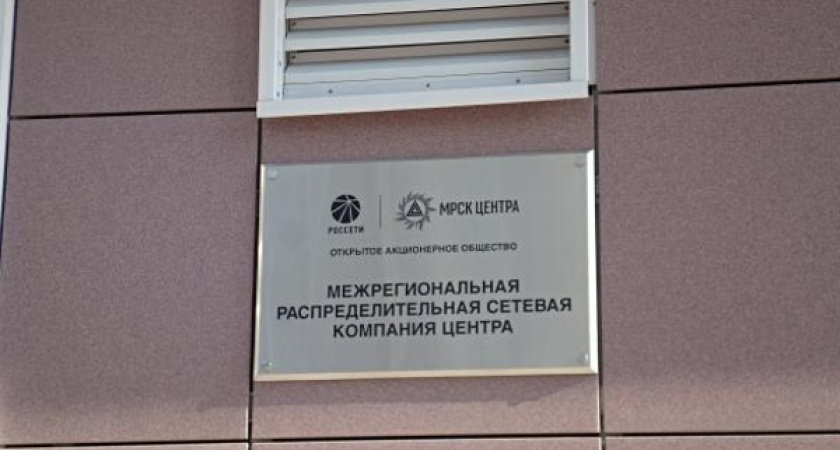 РОССЕТИ
МРСК ЦЕНТРА
ОТКРЫТОЕ АКЦИОНЕРНОЕ ОБЩЕСТВО
МЕЖРЕГИОНАЛЬНАЯ
РАСПРЕДЕЛИТЕЛЬНАЯ СЕТЕВАЯ
КОМПАНИЯ ЦЕНТРА